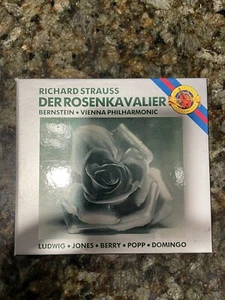 RICHARD STRAUSS
DER ROSENKAVALIER
BERNSTEIN • VIENNA PHILHARMONIC
LUDWIG • JONES • BERRY • POPP • DOMINGO